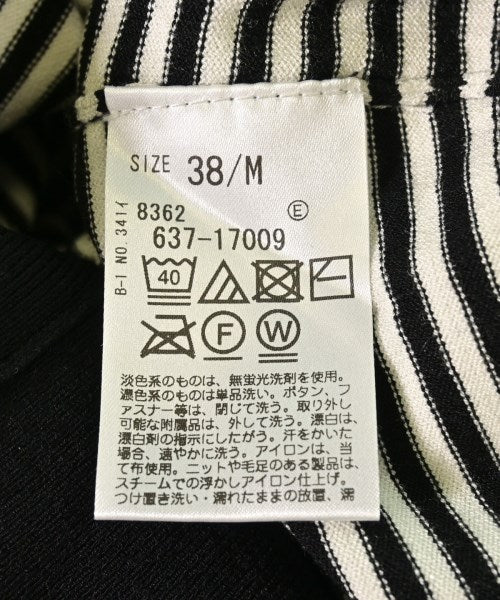 SIZE 38/M
8362 E
637-17009
B-I NO.3411
40
F W
淡色系のものは、無蛍光洗剤を使用。
濃色系のものは単品洗い。ボタン、フ
ァスナー等は、閉じて洗う。取り外し
可能な附属品は、外して洗う。漂白は、
漂白剤の指示にしたがう。汗をかいた
場合、速やかに洗う。アイロンは、当
て布使用。ニットや毛足のある製品は、
スチームでの浮かしアイロン仕上げ。
つけ置き洗い・濡れたままの放置、濡